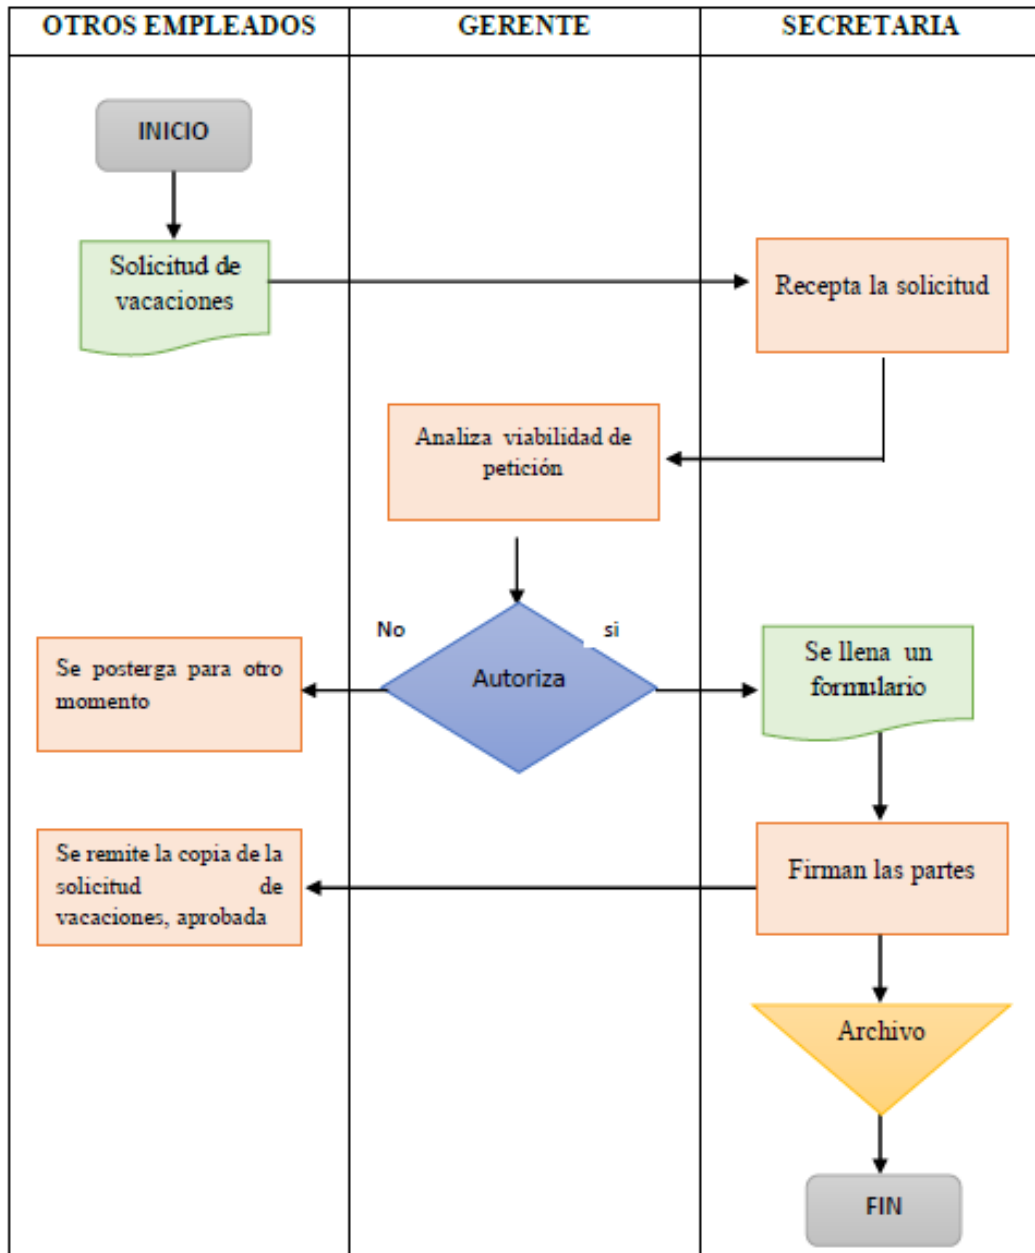 OTROS EMPLEADOS
GERENTE
SECRETARIA
INICIO
Solicitud de
vacaciones
Recepta la solicitud
Analiza viabilidad de
petición
No
si
Autoriza
Se posterga para otro
momento
Se llena un
formulario
Se remite la copia de la
solicitud de
vacaciones, aprobada
Firman las partes
Archivo
FIN